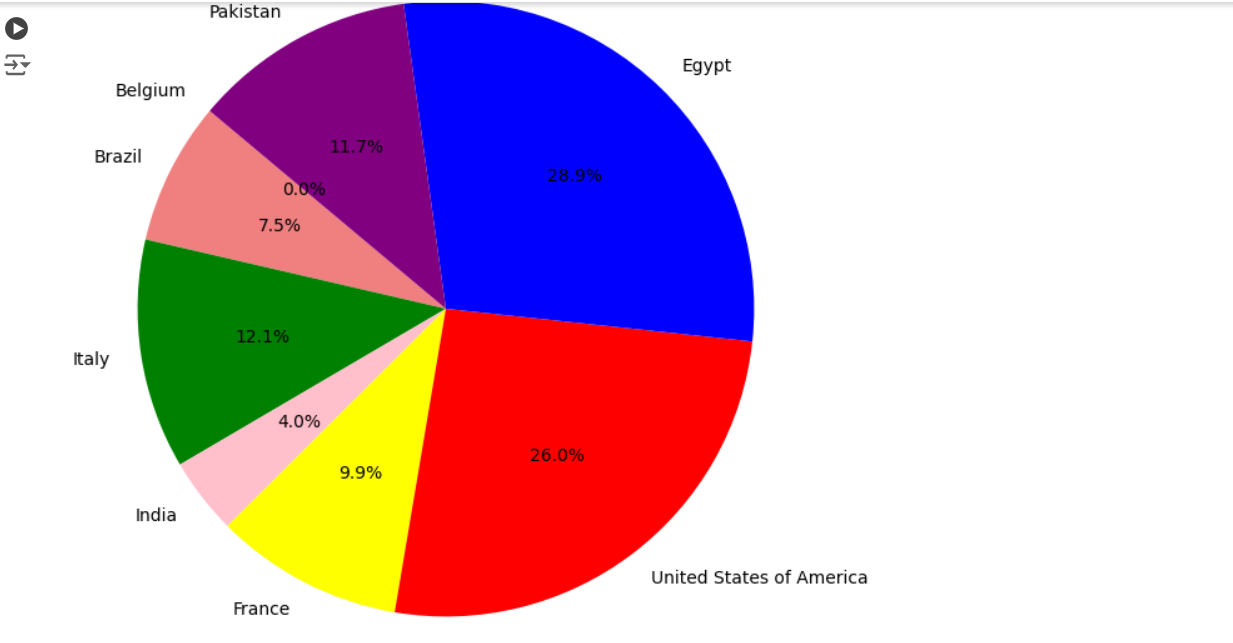 Pakistan
Egypt
Belgium
11.7%
Brazil
28.9%
0.0%
7.5%
12.1%
Italy
4.0%
26.0%
9.9%
India
United States of America
France